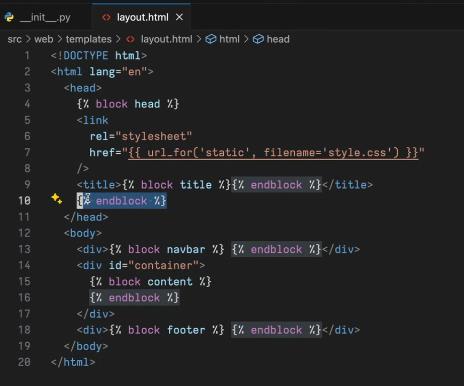 __init__.py
<> layout.html ×
src > web > templates > <> layout.html > html > head
1 <!DOCTYPE html>
2 <html lang="en">
3 <head>
4 {% block head %}
5 <link
6 rel="stylesheet"
7 href="{{ url_for('static', filename='style.css') }}"
8 />
9 <title>{% block title %}{% endblock %}</title>
10 {% endblock %}
11 </head>
12 <body>
13 <div>{% block navbar %} {% endblock %}</div>
14 <div id="container">
15 {% block content %}
16 {% endblock %}
17 </div>
18 <div>{% block footer %} {% endblock %}</div>
19 </body>
20 </html>